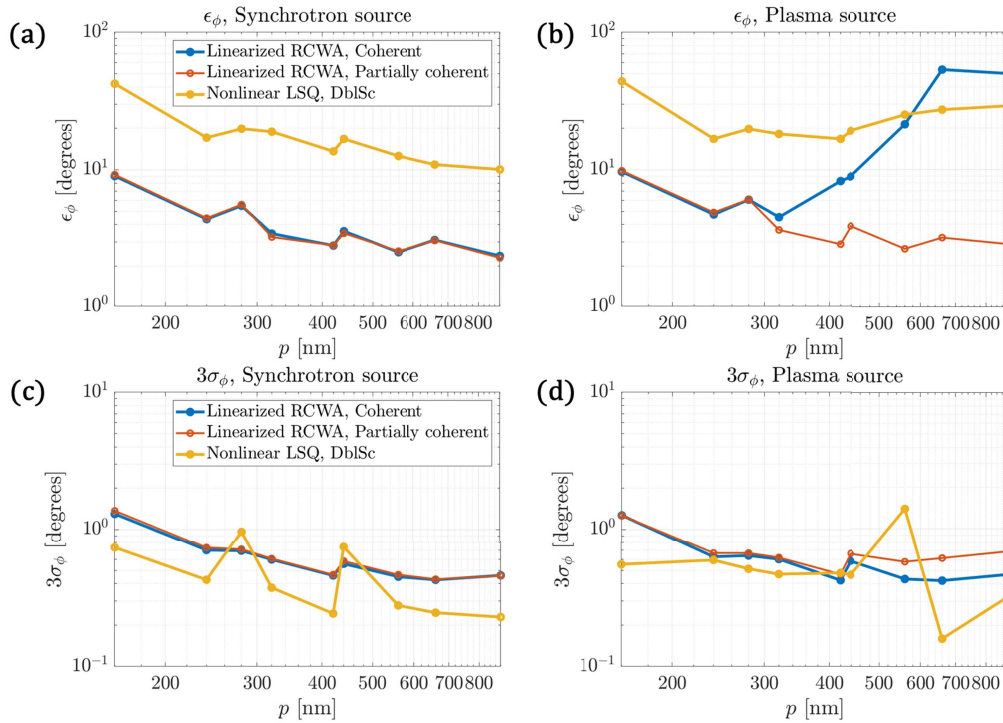 (a)
ϵ_ϕ, Synchrotron source
10^2
10^1
10^0
ϵ_ϕ [degrees]
Linearized RCWA, Coherent
Linearized RCWA, Partially coherent
Nonlinear LSQ, DblSc
200 300 400 500 600 700 800
p [nm]
(b)
ϵ_ϕ, Plasma source
10^2
10^1
10^0
ϵ_ϕ [degrees]
200 300 400 500 600 700 800
p [nm]
(c)
3σ_ϕ, Synchrotron source
10^1
10^0
10^-1
3σ_ϕ [degrees]
Linearized RCWA, Coherent
Linearized RCWA, Partially coherent
Nonlinear LSQ, DblSc
200 300 400 500 600 700 800
p [nm]
(d)
3σ_ϕ, Plasma source
10^1
10^0
10^-1
3σ_ϕ [degrees]
200 300 400 500 600 700 800
p [nm]